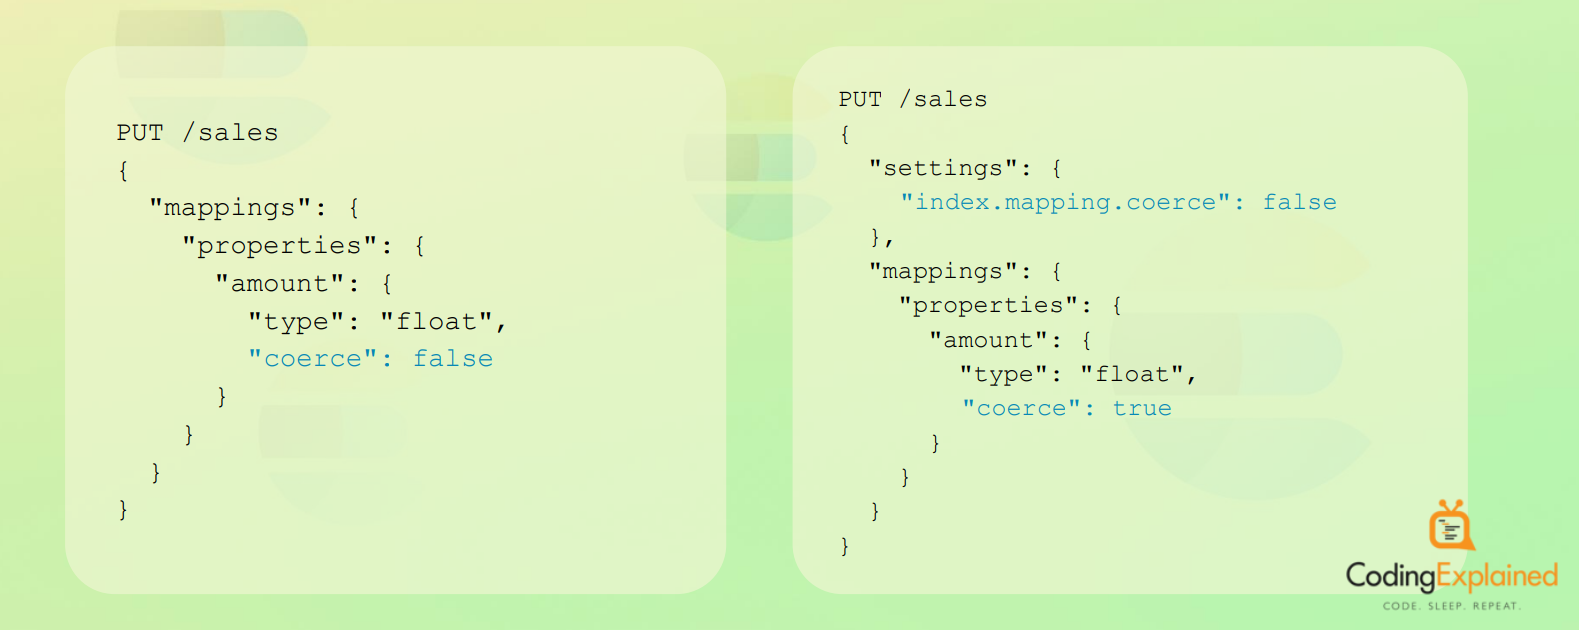 PUT /sales
{
  "mappings": {
    "properties": {
      "amount": {
        "type": "float",
        "coerce": false
      }
    }
  }
}
PUT /sales
{
  "settings": {
    "index.mapping.coerce": false
  },
  "mappings": {
    "properties": {
      "amount": {
        "type": "float",
        "coerce": true
      }
    }
  }
}
CodingExplained
CODE. SLEEP. REPEAT.